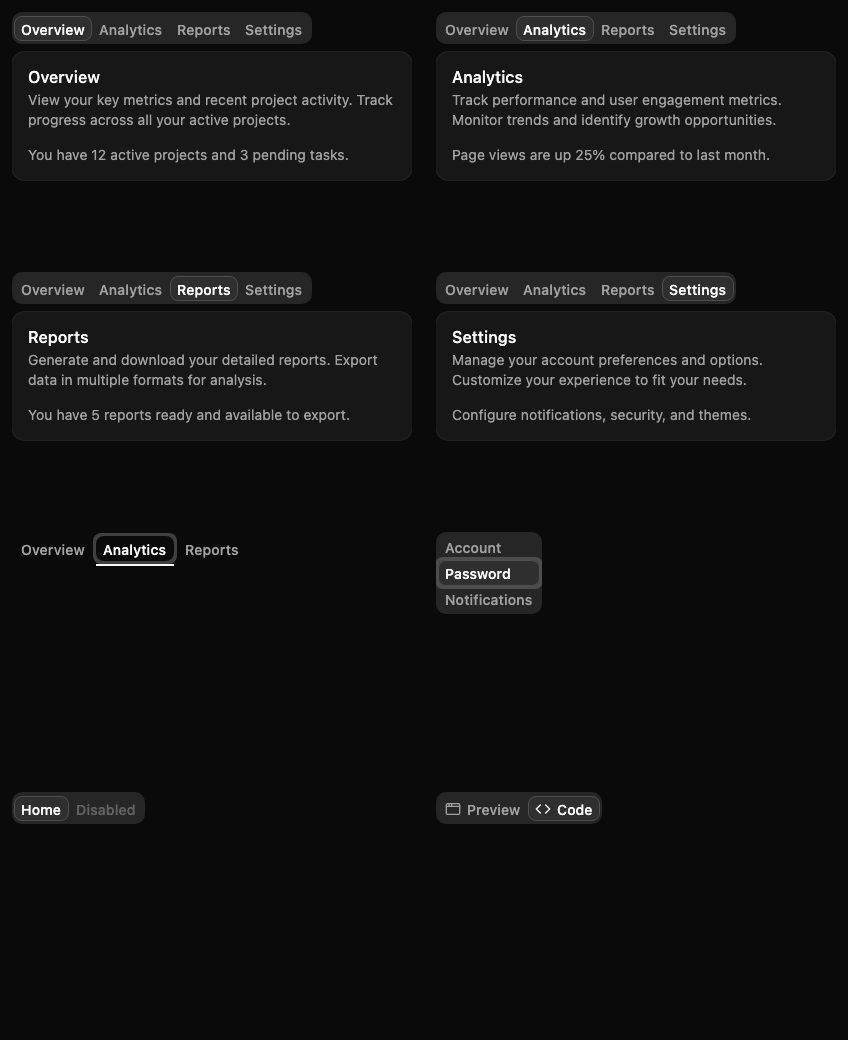 Overview Analytics Reports Settings
Overview
View your key metrics and recent project activity. Track
progress across all your active projects.
You have 12 active projects and 3 pending tasks.
Overview Analytics Reports Settings
Analytics
Track performance and user engagement metrics.
Monitor trends and identify growth opportunities.
Page views are up 25% compared to last month.
Overview Analytics Reports Settings
Reports
Generate and download your detailed reports. Export
data in multiple formats for analysis.
You have 5 reports ready and available to export.
Overview Analytics Reports Settings
Settings
Manage your account preferences and options.
Customize your experience to fit your needs.
Configure notifications, security, and themes.
Overview Analytics Reports
Account
Password
Notifications
Home Disabled
Preview Code